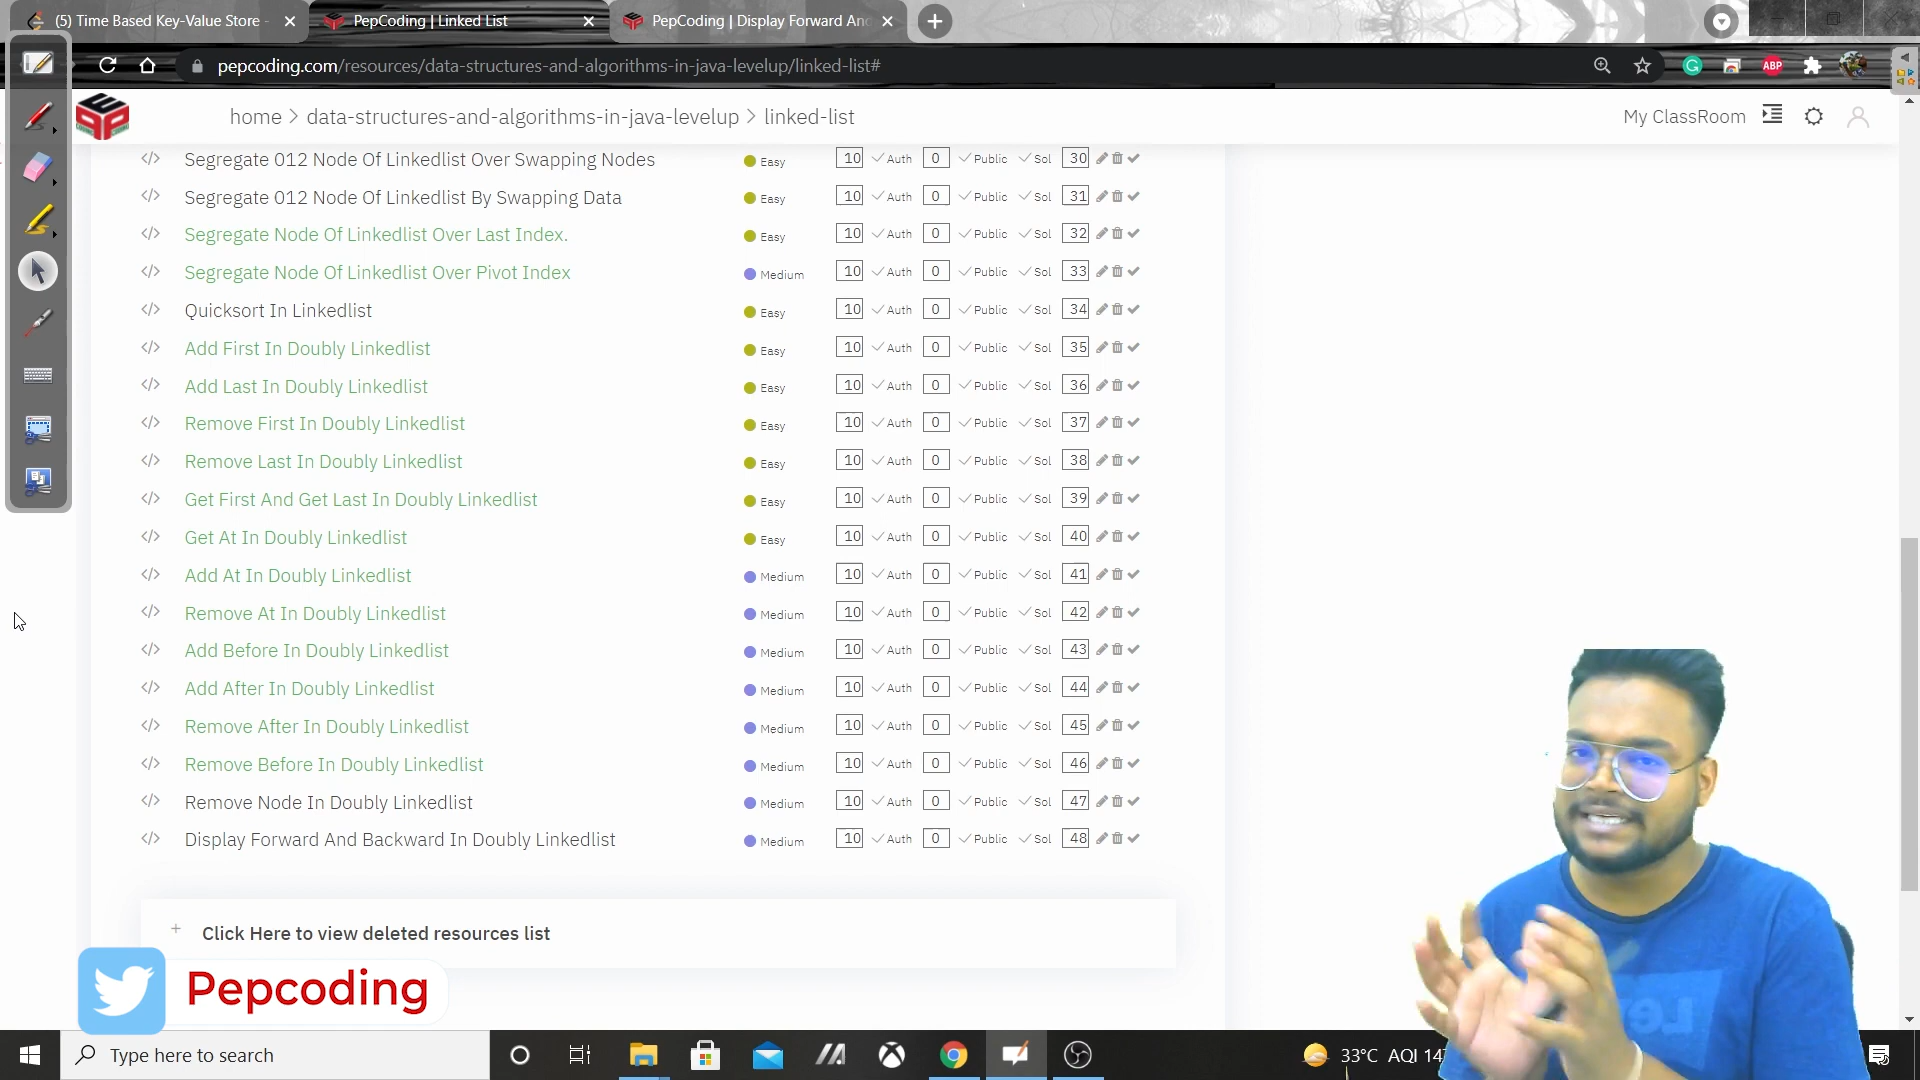 (5) Time Based Key-Value Store -
PepCoding | Linked List
PepCoding | Display Forward And
pepcoding.com/resources/data-structures-and-algorithms-in-java-levelup/linked-list#
ABP
home > data-structures-and-algorithms-in-java-levelup > linked-list
My ClassRoom
</> Segregate 012 Node Of Linkedlist Over Swapping Nodes Easy 10 Auth 0 Public Sol 30
</> Segregate 012 Node Of Linkedlist By Swapping Data Easy 10 Auth 0 Public Sol 31
</> Segregate Node Of Linkedlist Over Last Index. Easy 10 Auth 0 Public Sol 32
</> Segregate Node Of Linkedlist Over Pivot Index Medium 10 Auth 0 Public Sol 33
</> Quicksort In Linkedlist Easy 10 Auth 0 Public Sol 34
</> Add First In Doubly Linkedlist Easy 10 Auth 0 Public Sol 35
</> Add Last In Doubly Linkedlist Easy 10 Auth 0 Public Sol 36
</> Remove First In Doubly Linkedlist Easy 10 Auth 0 Public Sol 37
</> Remove Last In Doubly Linkedlist Easy 10 Auth 0 Public Sol 38
</> Get First And Get Last In Doubly Linkedlist Easy 10 Auth 0 Public Sol 39
</> Get At In Doubly Linkedlist Easy 10 Auth 0 Public Sol 40
</> Add At In Doubly Linkedlist Medium 10 Auth 0 Public Sol 41
</> Remove At In Doubly Linkedlist Medium 10 Auth 0 Public Sol 42
</> Add Before In Doubly Linkedlist Medium 10 Auth 0 Public Sol 43
</> Add After In Doubly Linkedlist Medium 10 Auth 0 Public Sol 44
</> Remove After In Doubly Linkedlist Medium 10 Auth 0 Public Sol 45
</> Remove Before In Doubly Linkedlist Medium 10 Auth 0 Public Sol 46
</> Remove Node In Doubly Linkedlist Medium 10 Auth 0 Public Sol 47
</> Display Forward And Backward In Doubly Linkedlist Medium 10 Auth 0 Public Sol 48
+ Click Here to view deleted resources list
Pepcoding
Type here to search
33°C AQI 14